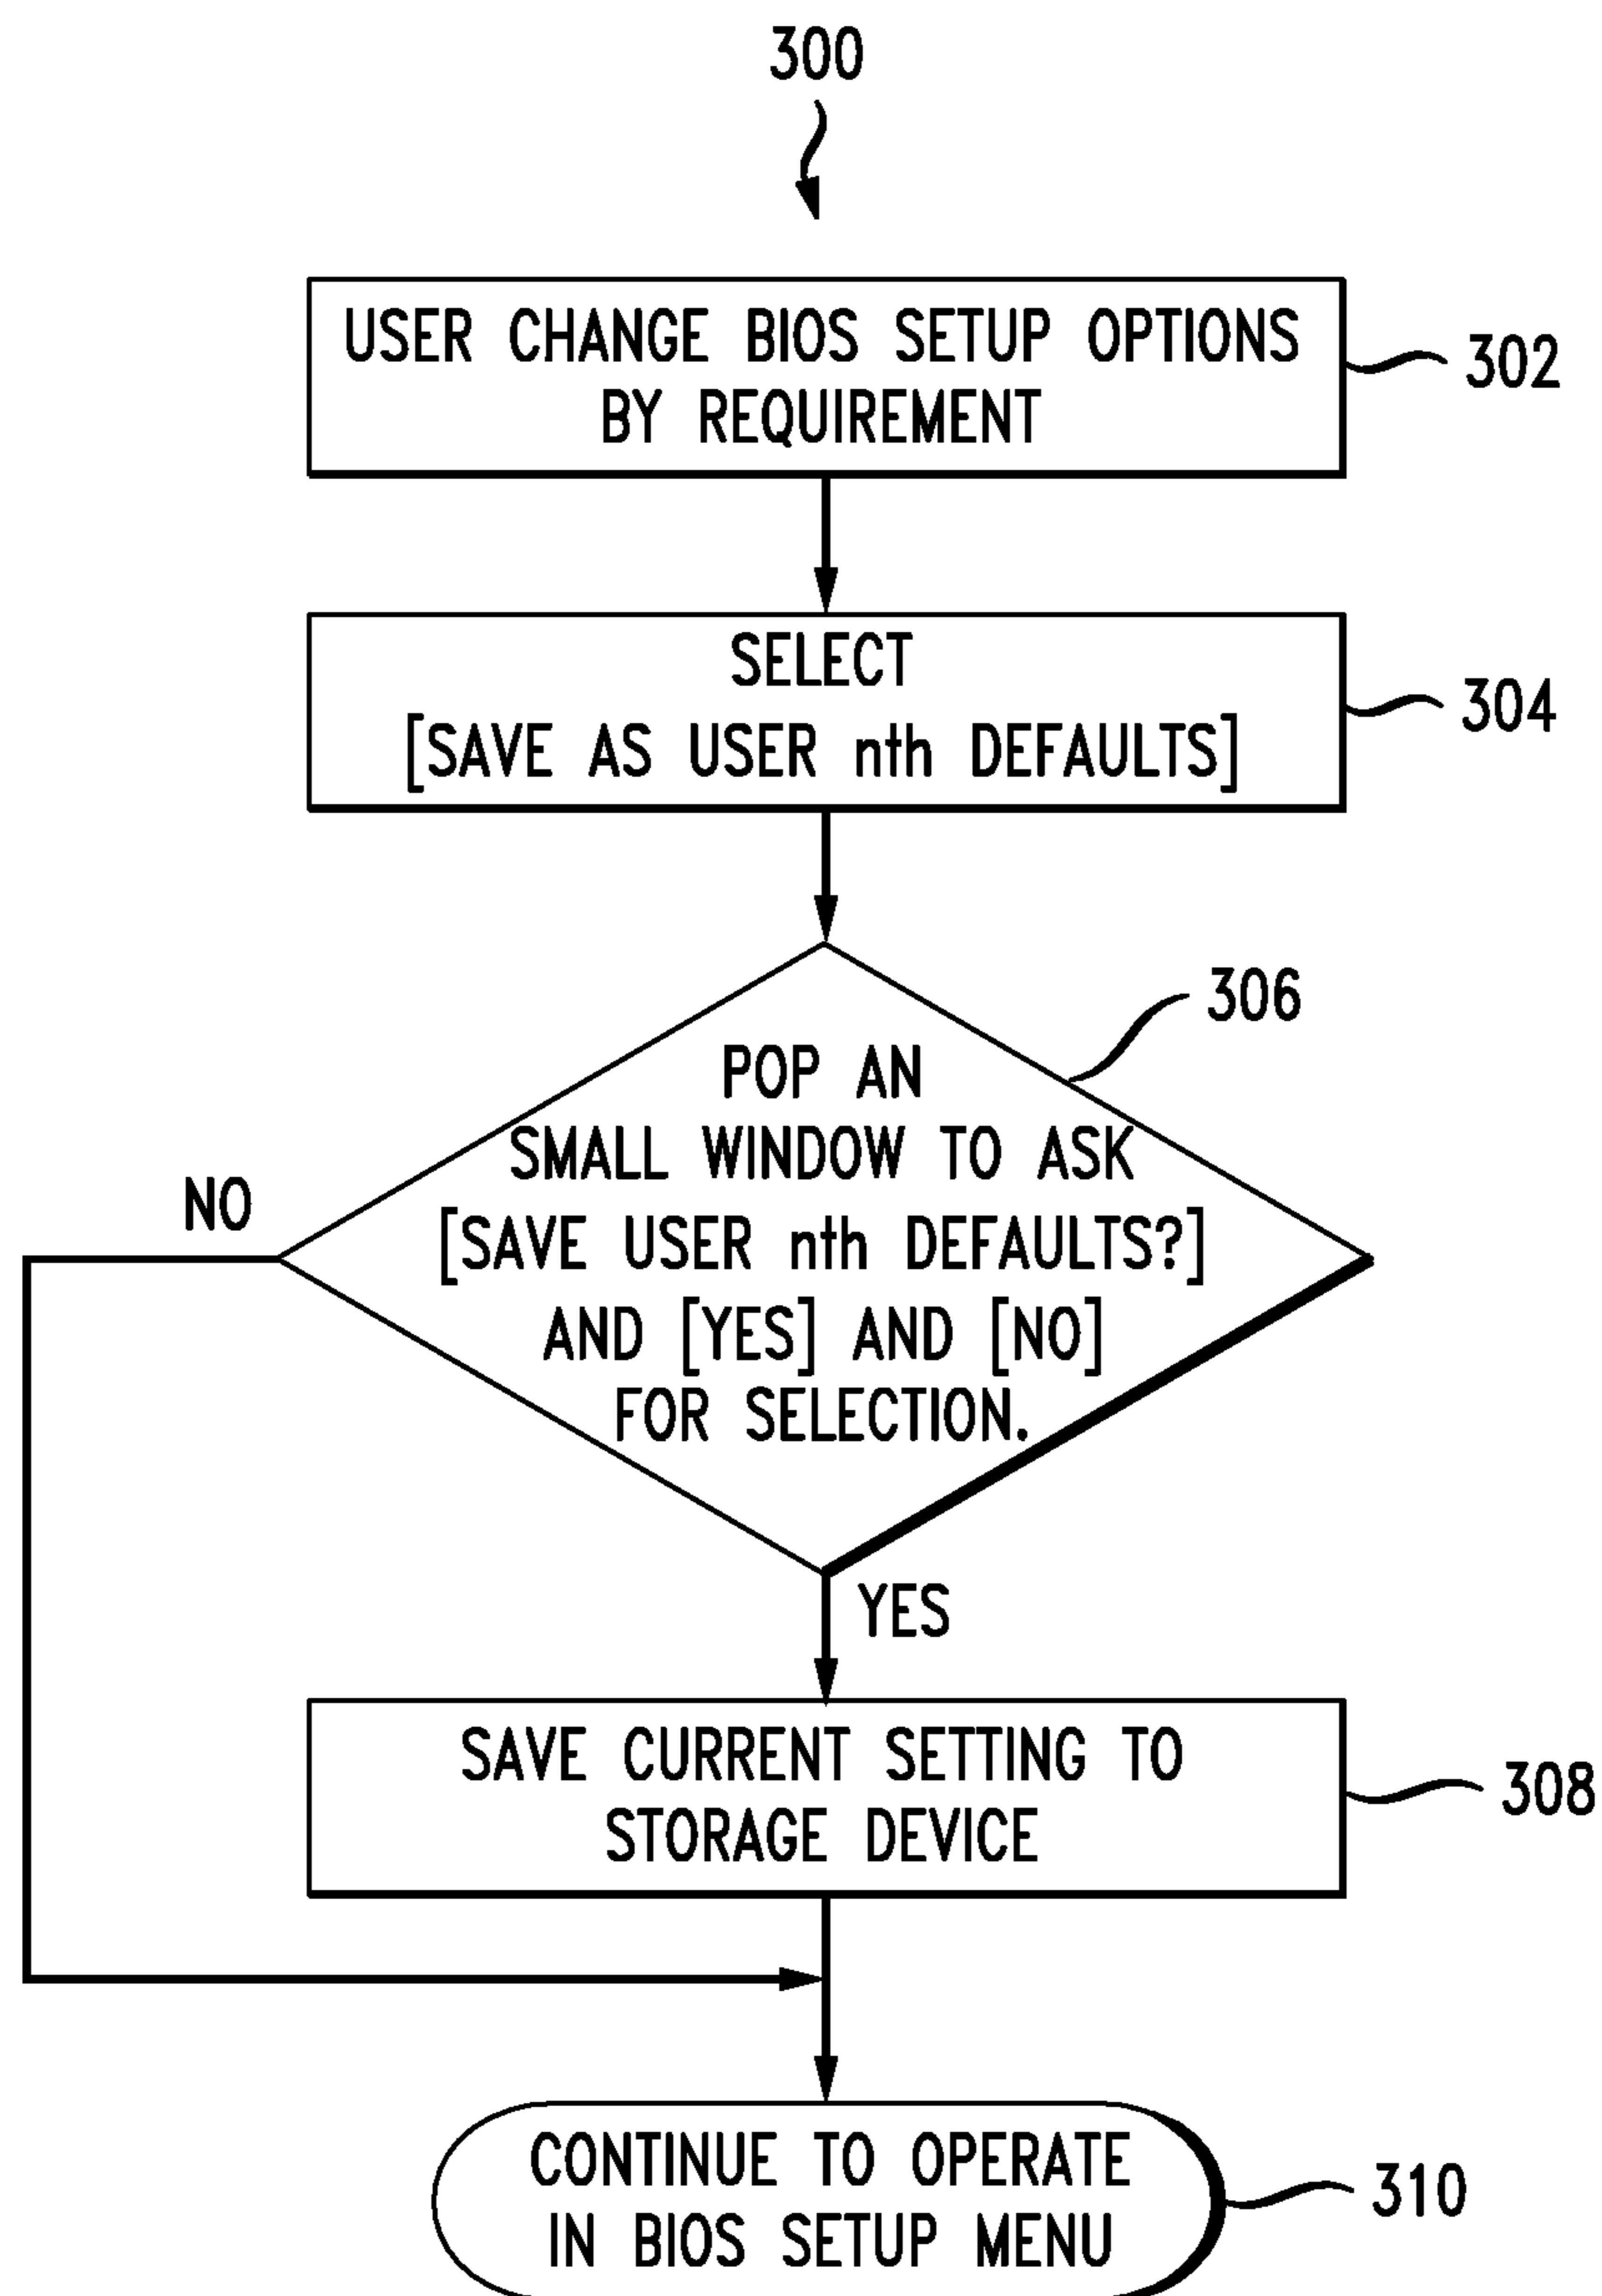 300
USER CHANGE BIOS SETUP OPTIONS
BY REQUIREMENT
302
SELECT
[SAVE AS USER nth DEFAULTS]
304
306
POP AN
SMALL WINDOW TO ASK
[SAVE USER nth DEFAULTS?]
AND [YES] AND [NO]
FOR SELECTION.
NO
YES
SAVE CURRENT SETTING TO
STORAGE DEVICE
308
CONTINUE TO OPERATE
IN BIOS SETUP MENU
310